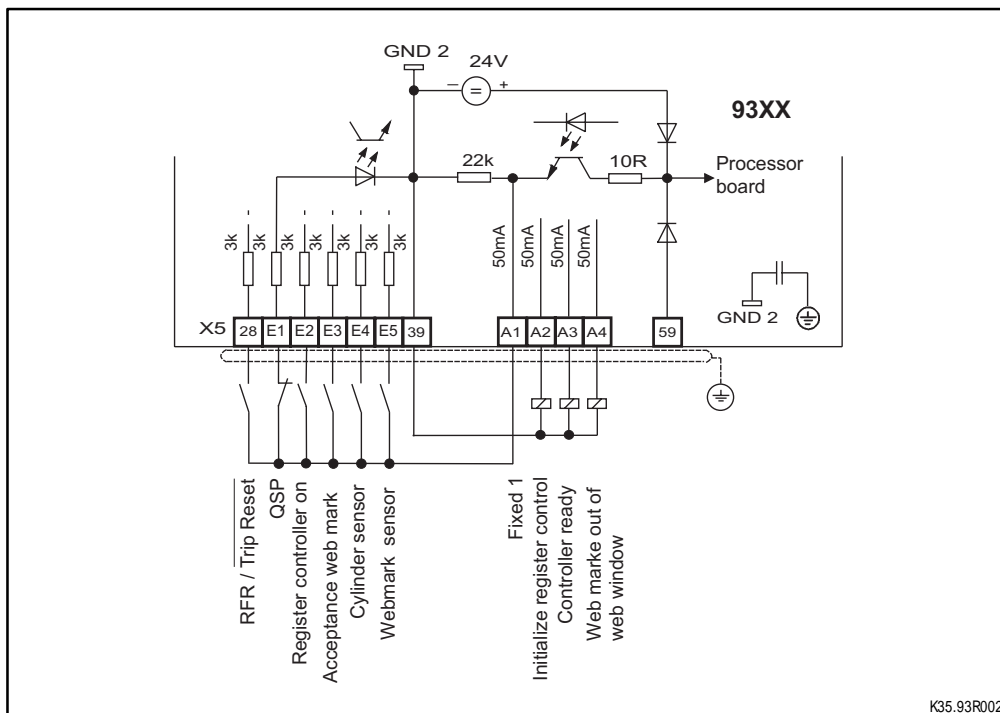 GND 2
24V
− = +
93XX
22k
10R
Processor
board
3k
3k
3k
3k
3k
3k
50mA
50mA
50mA
50mA
GND 2
X5 28 E1 E2 E3 E4 E5 39 A1 A2 A3 A4 59
RFR / Trip Reset
QSP
Register controller on
Acceptance web mark
Cylinder sensor
Webmark sensor
Fixed 1
Initialize register control
Controller ready
Web marke out of
web window
K35.93R002